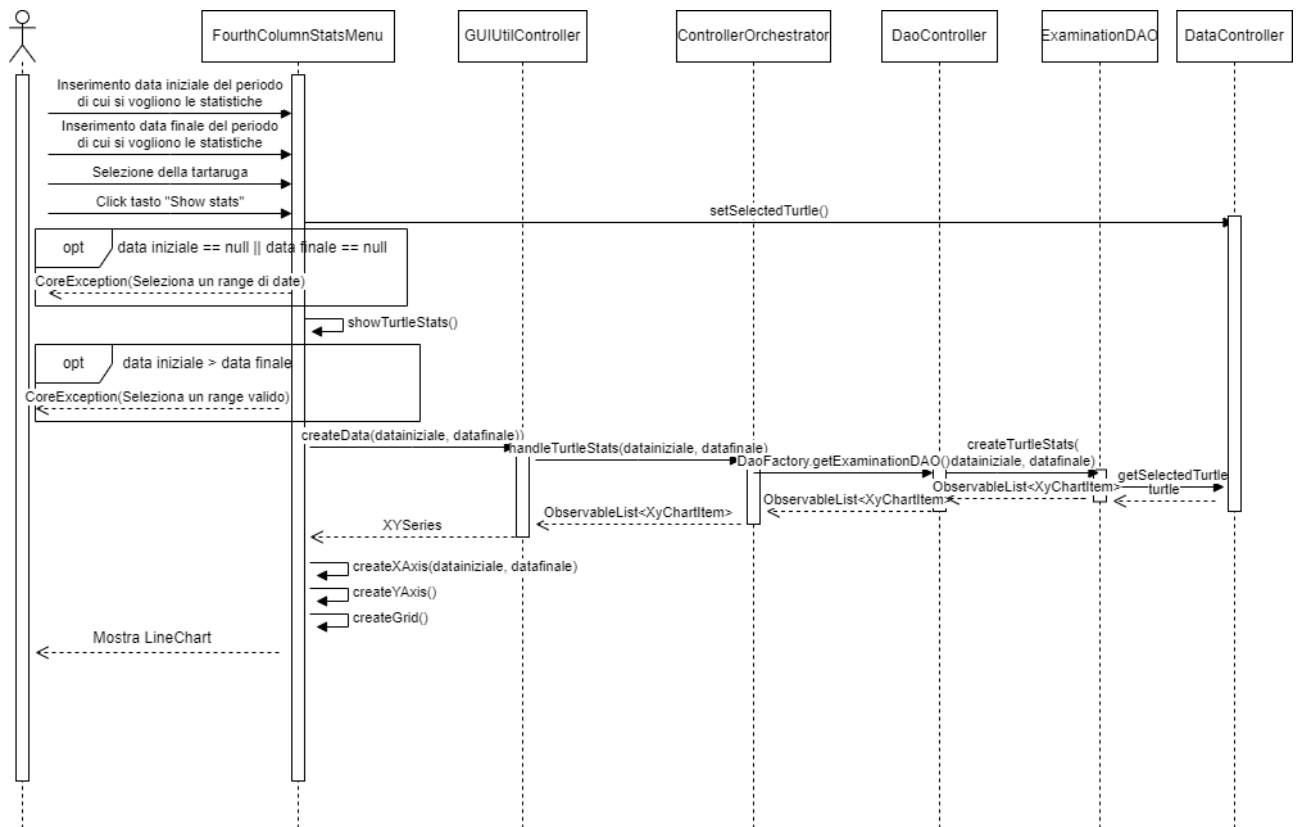 FourthColumnStatsMenu
GUIUtilController
ControllerOrchestrator
DaoController
ExaminationDAO
DataController
Inserimento data iniziale del periodo
di cui si vogliono le statistiche
Inserimento data finale del periodo
di cui si vogliono le statistiche
Selezione della tartaruga
Click tasto "Show stats"
setSelectedTurtle()
opt
data iniziale == null || data finale == null
CoreException(Seleziona un range di date)
showTurtleStats()
opt
data iniziale > data finale
CoreException(Seleziona un range valido)
createData(datainiziale, datafinale))
handleTurtleStats(datainiziale, datafinale)
DaoFactory.getExaminationDAO()
createTurtleStats(
datainiziale, datafinale)
getSelectedTurtle
turtle
ObservableList<XyChartItem>
ObservableList<XyChartItem>
ObservableList<XyChartItem>
XYSeries
createXAxis(datainiziale, datafinale)
createYAxis()
createGrid()
Mostra LineChart